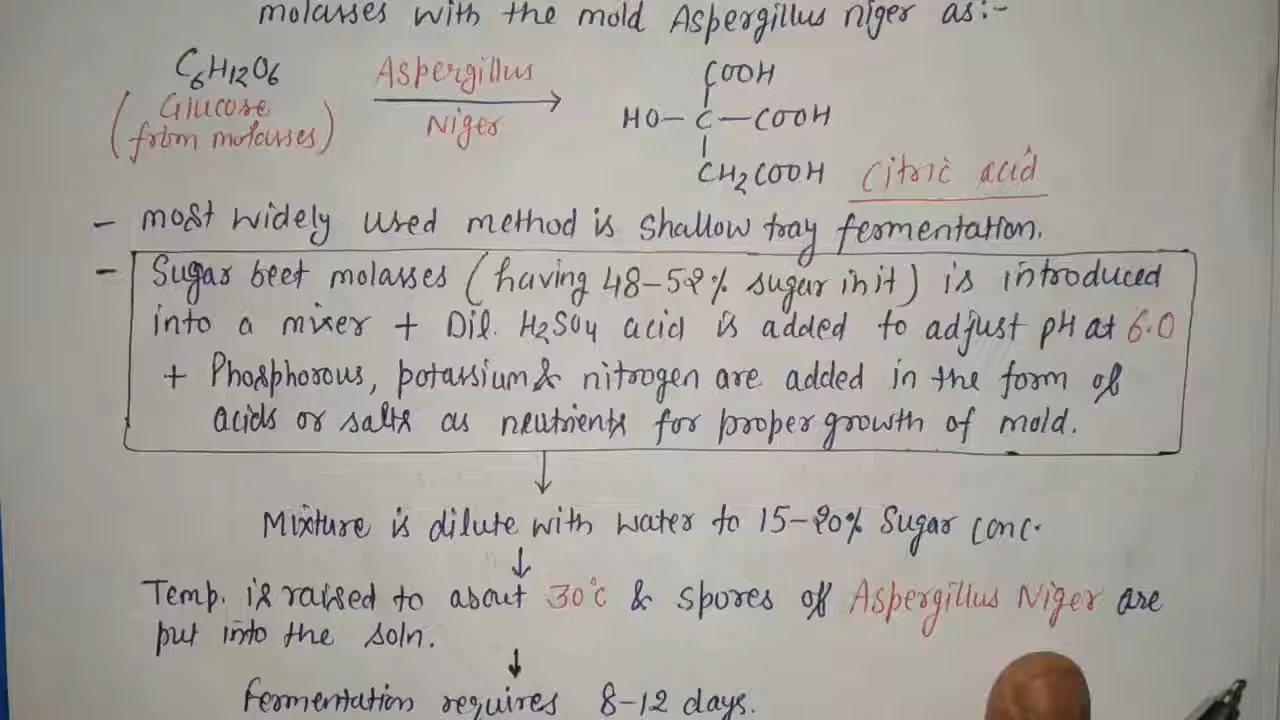 molasses with the mold Aspergillus niger as:-
C6H12O6
(Glucose from molasses)
Aspergillus
Niger
COOH
HO-C-COOH
CH2COOH
Citric acid
- most widely used method is shallow tray fermentation.
- Sugar beet molasses (having 48-52% sugar in it) is introduced
into a mixer + Dil. H2SO4 acid is added to adjust pH at 6.0
+ Phosphorous, potassium & nitrogen are added in the form of
acids or salts as neutrients for proper growth of mold.
Mixture is dilute with water to 15-20% Sugar conc.
Temp. is raised to about 30°C & spores of Aspergillus Niger are
put into the soln.
Fermentation requires 8-12 days.